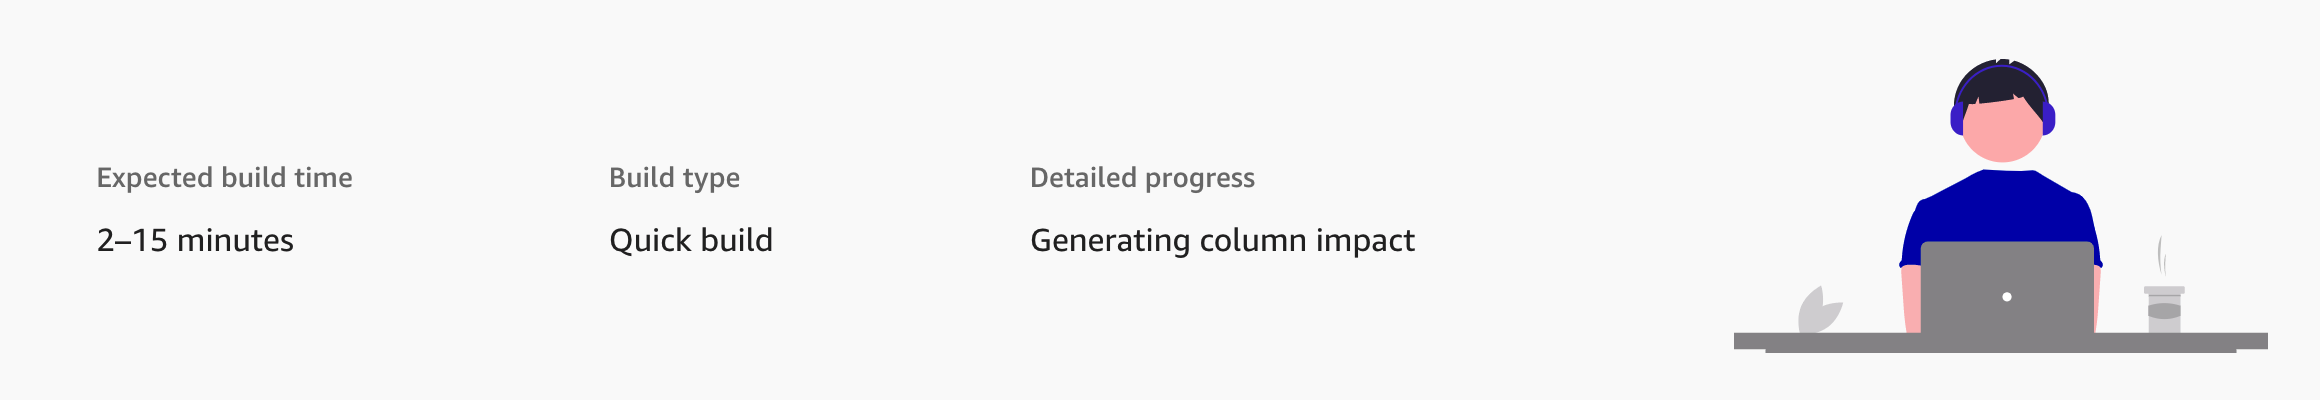 Expected build time
2–15 minutes
Build type
Quick build
Detailed progress
Generating column impact